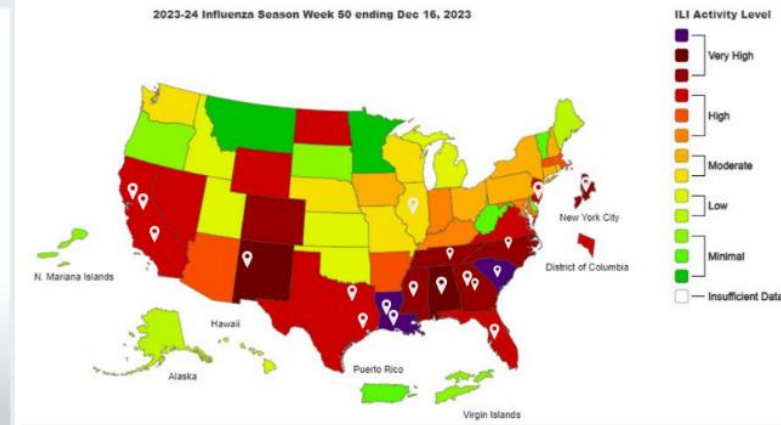 2023-24 Influenza Season Week 50 ending Dec 16, 2023
ILI Activity Level
Very High
High
Moderate
Low
Minimal
Insufficient Data
New York City
District of Columbia
N. Mariana Islands
Hawaii
Alaska
Puerto Rico
Virgin Islands